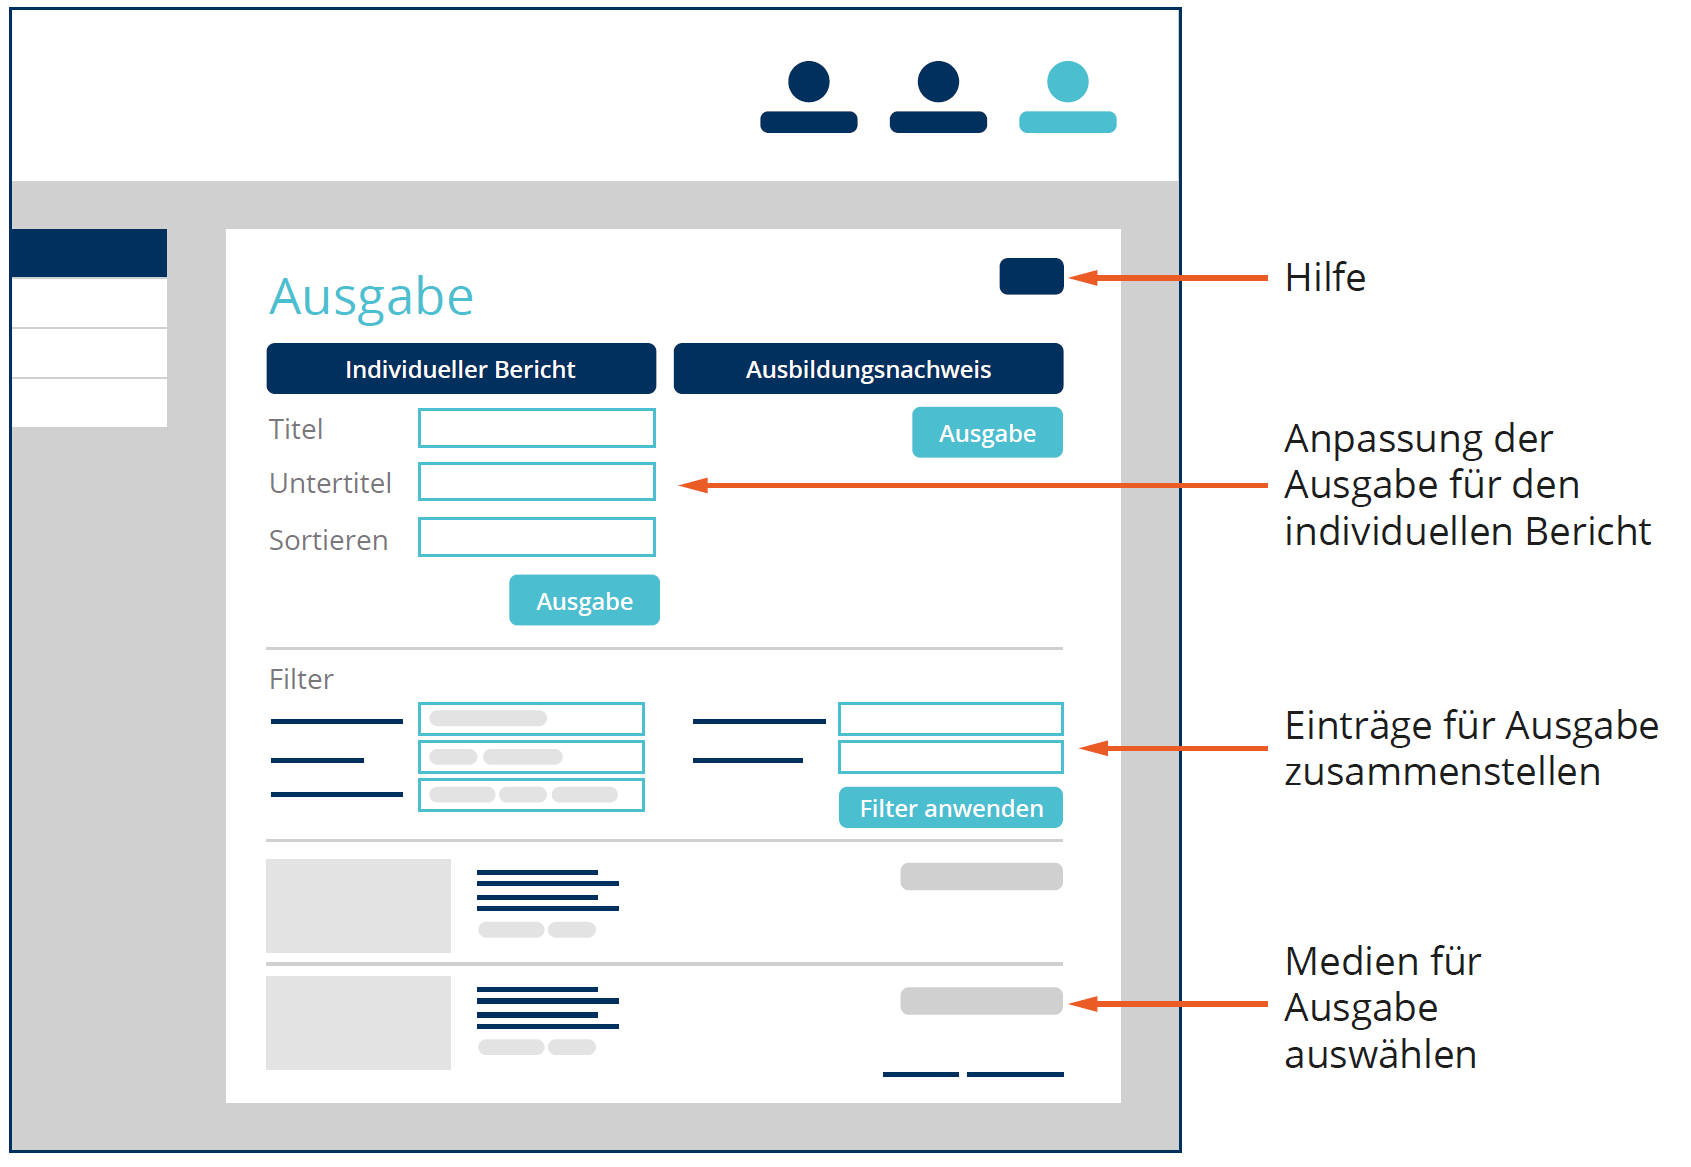 Ausgabe
Individueller Bericht
Ausbildungsnachweis
Titel
Ausgabe
Untertitel
Sortieren
Ausgabe
Filter
Filter anwenden
Hilfe
Anpassung der
Ausgabe für den
individuellen Bericht
Einträge für Ausgabe
zusammenstellen
Medien für
Ausgabe
auswählen